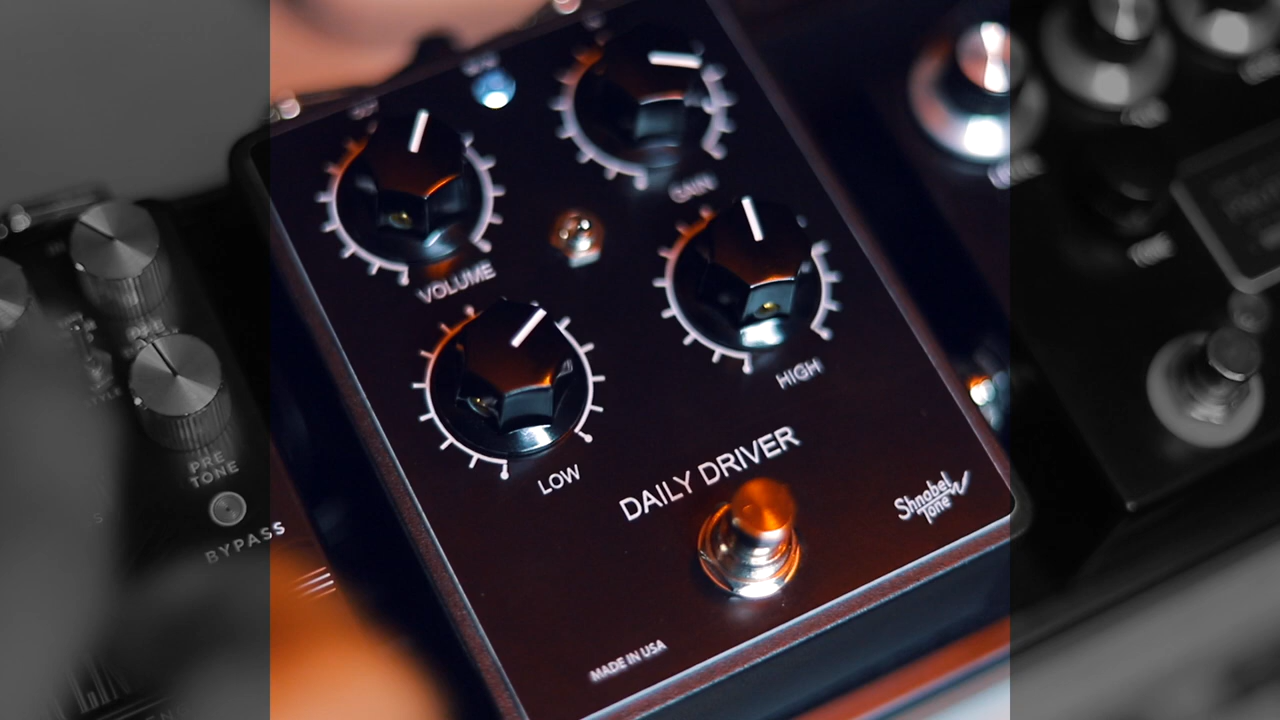 GAIN
VOLUME
HIGH
LOW
DAILY DRIVER
Shnobel
Tone
MADE IN USA
PRE
TONE
BYPASS